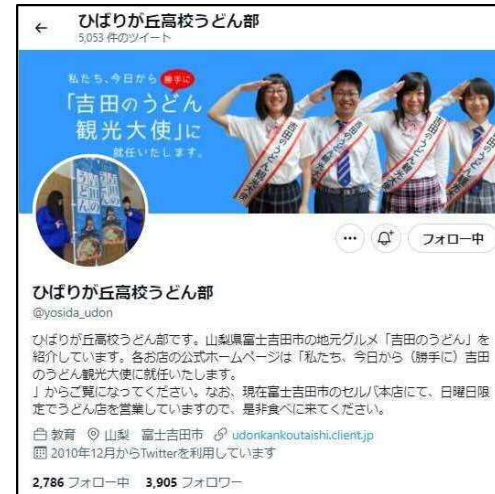 ←
ひばりが丘高校うどん部
5,053 件のツイート
私たち、今日から 勝手に
「吉田のうどん
観光大使」に
就任いたします。
フォロー中
ひばりが丘高校うどん部
@yosida_udon
ひばりが丘高校うどん部です。山梨県富士吉田市の地元グルメ「吉田のうどん」を
紹介しています。各お店の公式ホームページは「私たち、今日から（勝手に）吉田
のうどん観光大使に就任いたします。
」からご覧になってください。なお、現在富士吉田市のセルバ本店にて、日曜日限
定でうどん店を営業していますので、是非食べに来てください。
教育 山梨 富士吉田市 udonkankoutaishi.client.jp
2010年12月からTwitterを利用しています
2,786 フォロー中 3,905 フォロワー